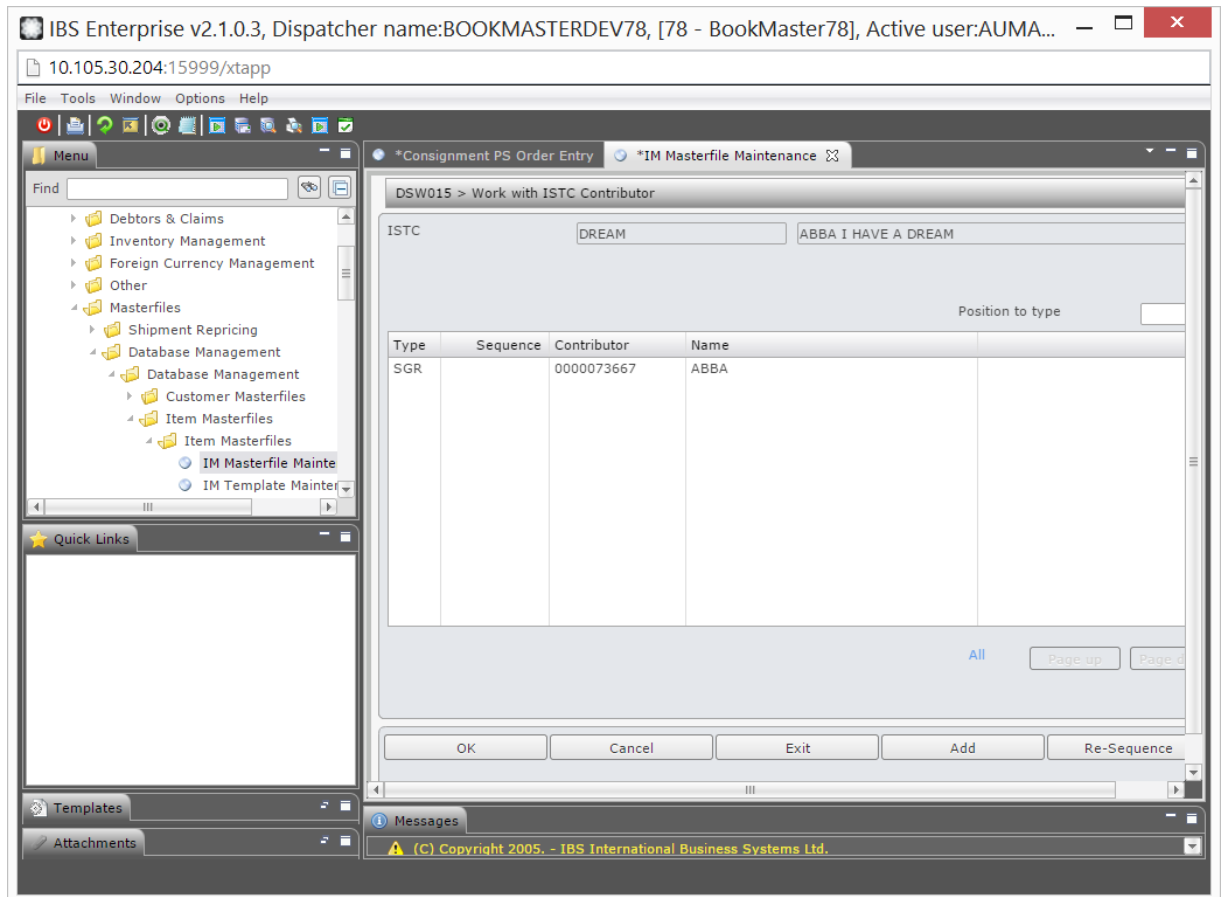 IBS Enterprise v2.1.0.3, Dispatcher name:BOOKMASTERDEV78, [78 - BookMaster78], Active user:AUMA...
10.105.30.204:15999/xtapp
File Tools Window Options Help
Menu
Find
Debtors & Claims
Inventory Management
Foreign Currency Management
Other
Masterfiles
Shipment Repricing
Database Management
Database Management
Customer Masterfiles
Item Masterfiles
Item Masterfiles
IM Masterfile Mainte
IM Template Mainter
Quick Links
Templates
Attachments
*Consignment PS Order Entry *IM Masterfile Maintenance
DSW015 > Work with ISTC Contributor
ISTC DREAM ABBA I HAVE A DREAM
Position to type
Type Sequence Contributor Name
SGR 0000073667 ABBA
All Page up Page d
OK Cancel Exit Add Re-Sequence
Messages
(C) Copyright 2005. - IBS International Business Systems Ltd.